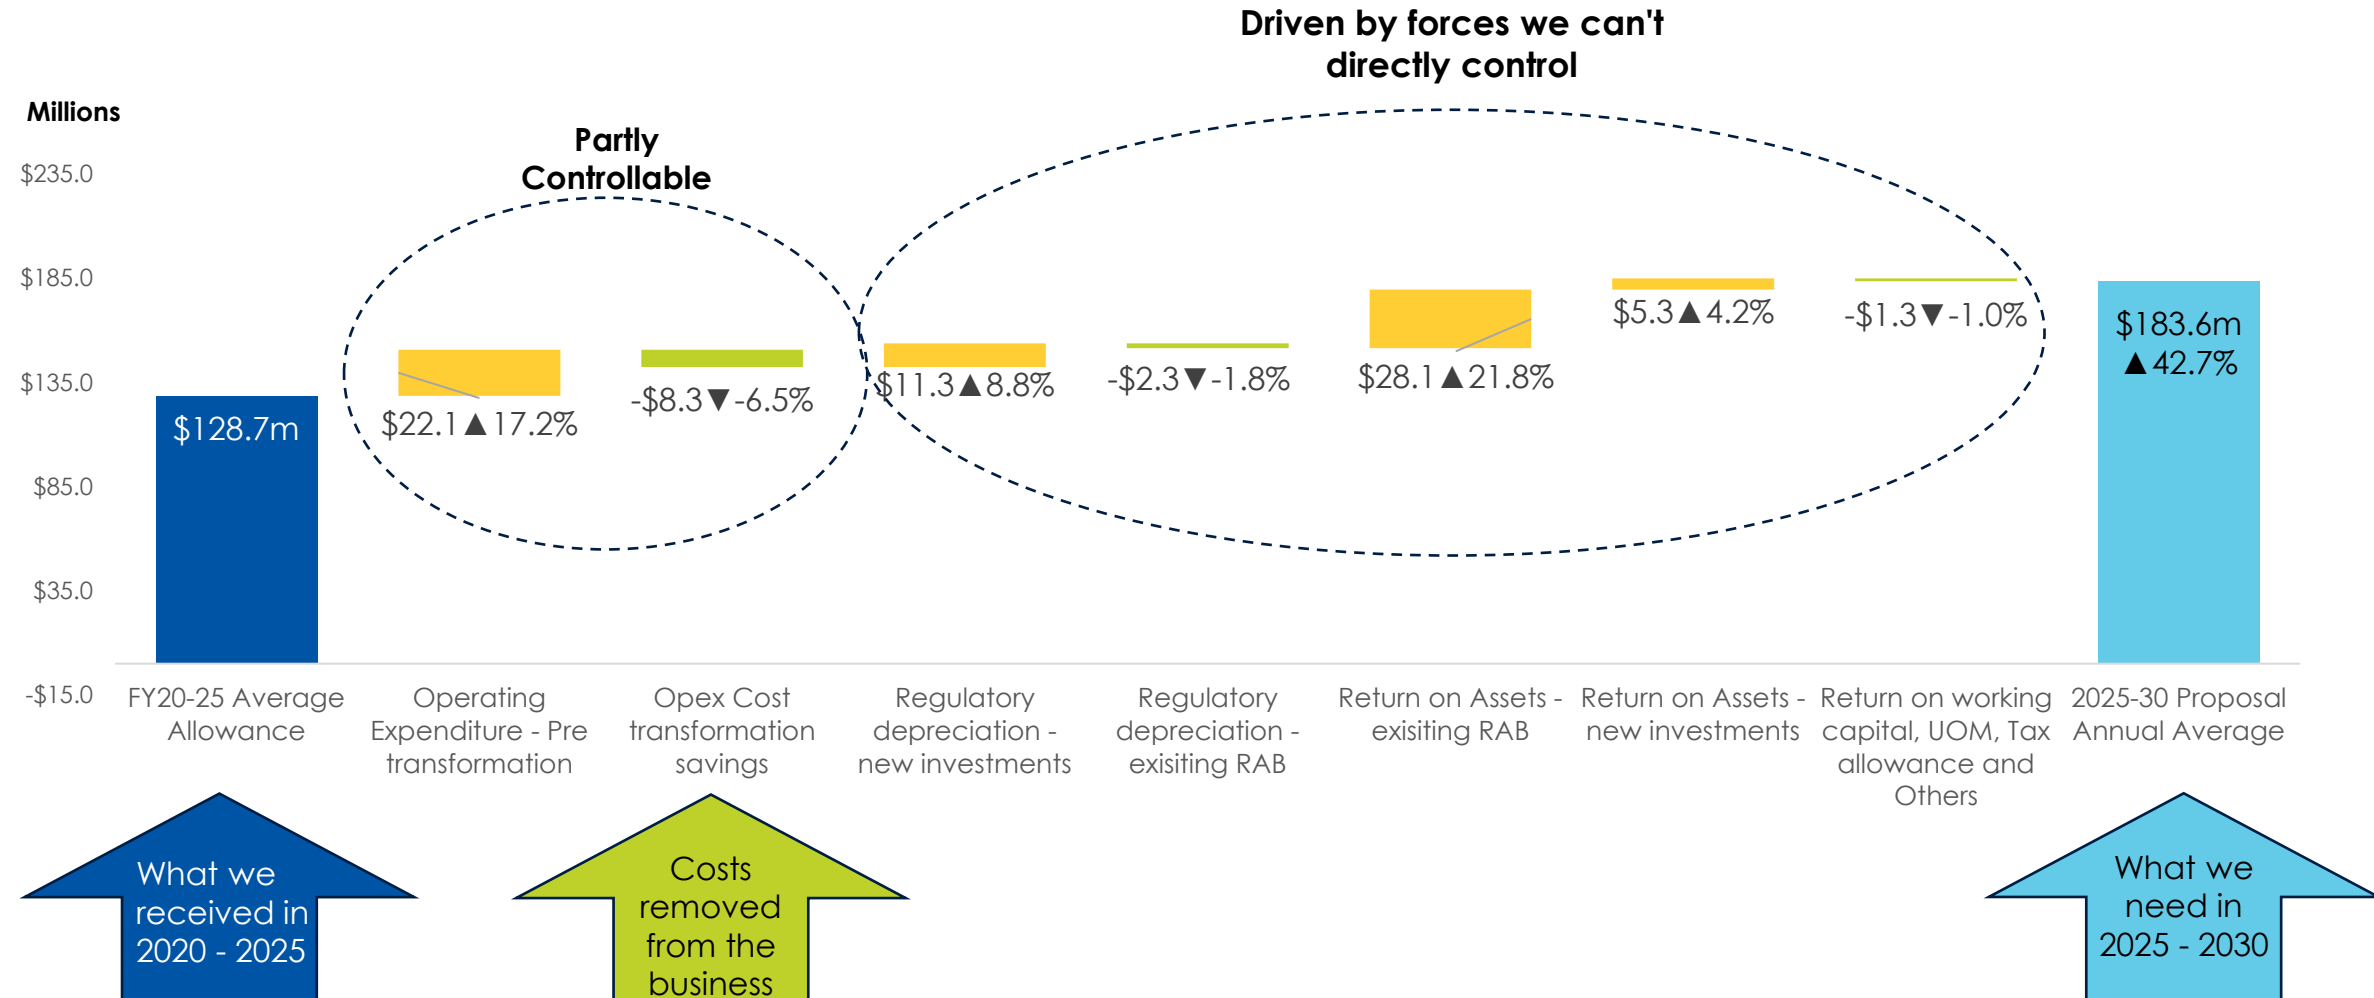 Driven by forces we can't
directly control
Millions
Partly
Controllable
$235.0
$185.0
$135.0
$85.0
$35.0
-$15.0
$128.7m
$22.1▲17.2%
-$8.3▼-6.5%
$11.3▲8.8%
-$2.3▼-1.8%
$28.1▲21.8%
$5.3▲4.2%
-$1.3▼-1.0%
$183.6m
▲42.7%
FY20-25 Average
Allowance
Operating
Expenditure - Pre
transformation
Opex Cost
transformation
savings
Regulatory
depreciation -
new investments
Regulatory
depreciation -
exisiting RAB
Return on Assets -
exisiting RAB
Return on Assets -
new investments
Return on working
capital, UOM, Tax
allowance and
Others
2025-30 Proposal
Annual Average
What we
received in
2020 - 2025
Costs
removed
from the
business
What we
need in
2025 - 2030